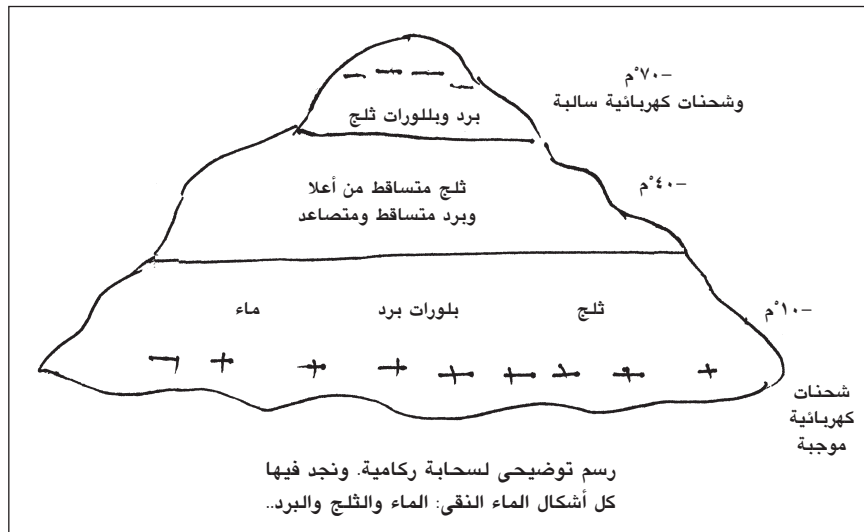 –٧٠°م
وشحنات كهربائية سالبة
برد وبللورات ثلج
ثلج متساقط من أعلا
وبرد متساقط ومتصاعد
–٤٠°م
–١٠°م
ماء بلورات برد ثلج
شحنات
كهربائية
موجبة
رسم توضيحى لسحابة ركامية. ونجد فيها
كل أشكال الماء النقى: الماء والثلج والبرد..